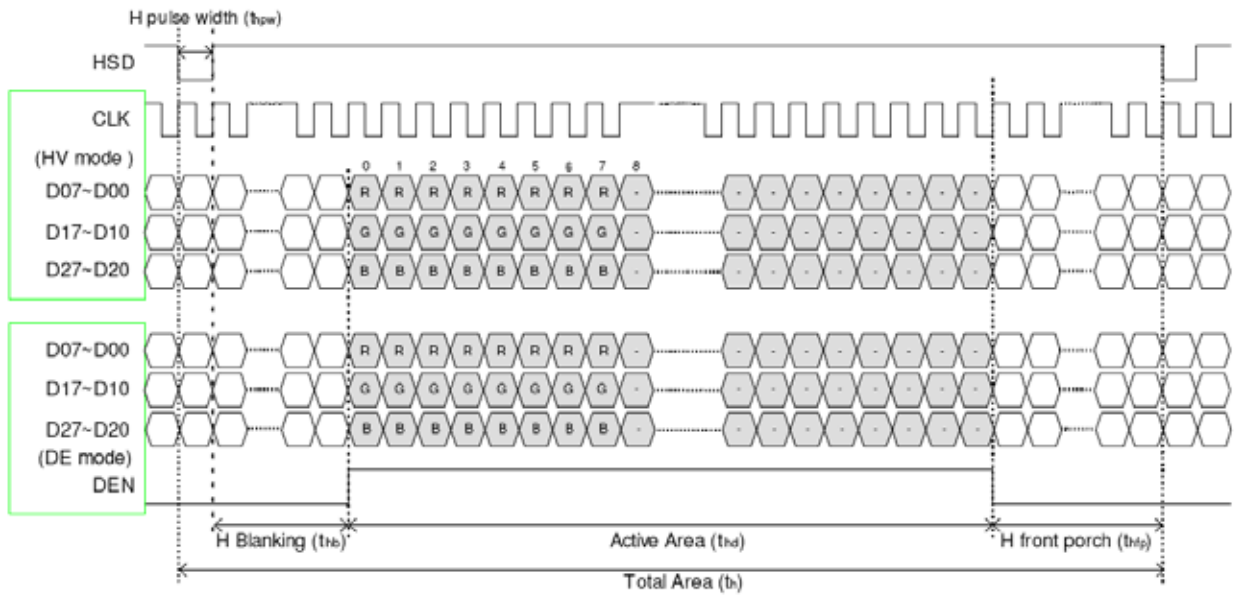 H pulse width (thpw)
HSD
CLK
(HV mode )
0 1 2 3 4 5 6 7 8
D07~D00 R R R R R R R R - - - - - - - - -
D17~D10 G G G G G G G G - - - - - - - - -
D27~D20 B B B B B B B B - - - - - - - - -
D07~D00 R R R R R R R R - - - - - - - - -
D17~D10 G G G G G G G G - - - - - - - - -
D27~D20 B B B B B B B B - - - - - - - - -
(DE mode)
DEN
H Blanking (thb) Active Area (thd) H front porch (thfp)
Total Area (th)